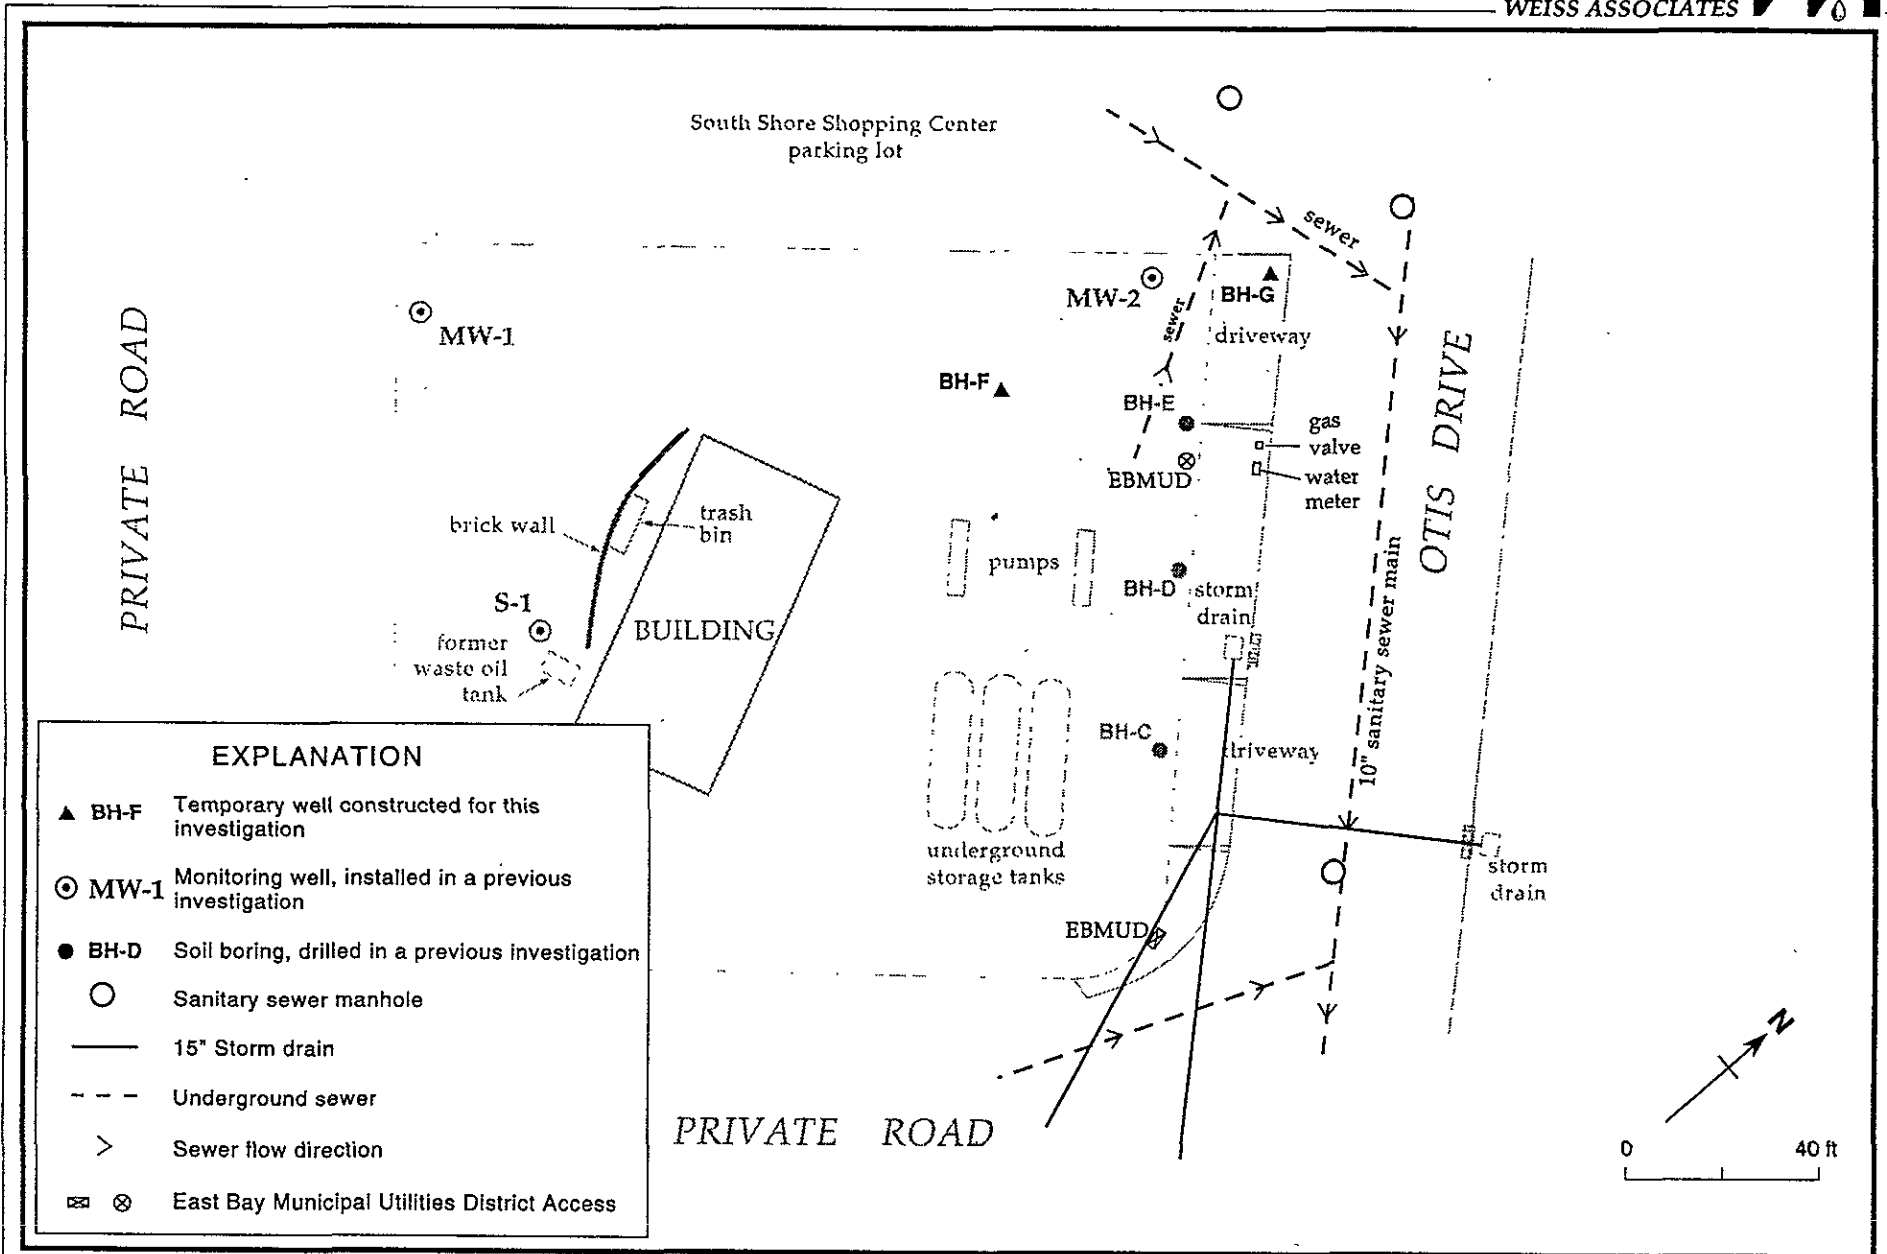 WEISS ASSOCIATES
South Shore Shopping Center
parking lot
sewer
MW-2
BH-G
MW-1
sewer
driveway
PRIVATE ROAD
OTIS DRIVE
BH-F
BH-E
gas
valve
EBMUD
water
meter
brick wall
trash
bin
pumps
BH-D
storm
drain
S-1
BUILDING
former
waste oil
tank
10" sanitary sewer main
BH-C
driveway
underground
storage tanks
storm
drain
EBMUD
PRIVATE ROAD
N
0 40 ft
EXPLANATION
BH-F Temporary well constructed for this
investigation
MW-1 Monitoring well, installed in a previous
investigation
BH-D Soil boring, drilled in a previous investigation
Sanitary sewer manhole
15" Storm drain
Underground sewer
Sewer flow direction
East Bay Municipal Utilities District Access